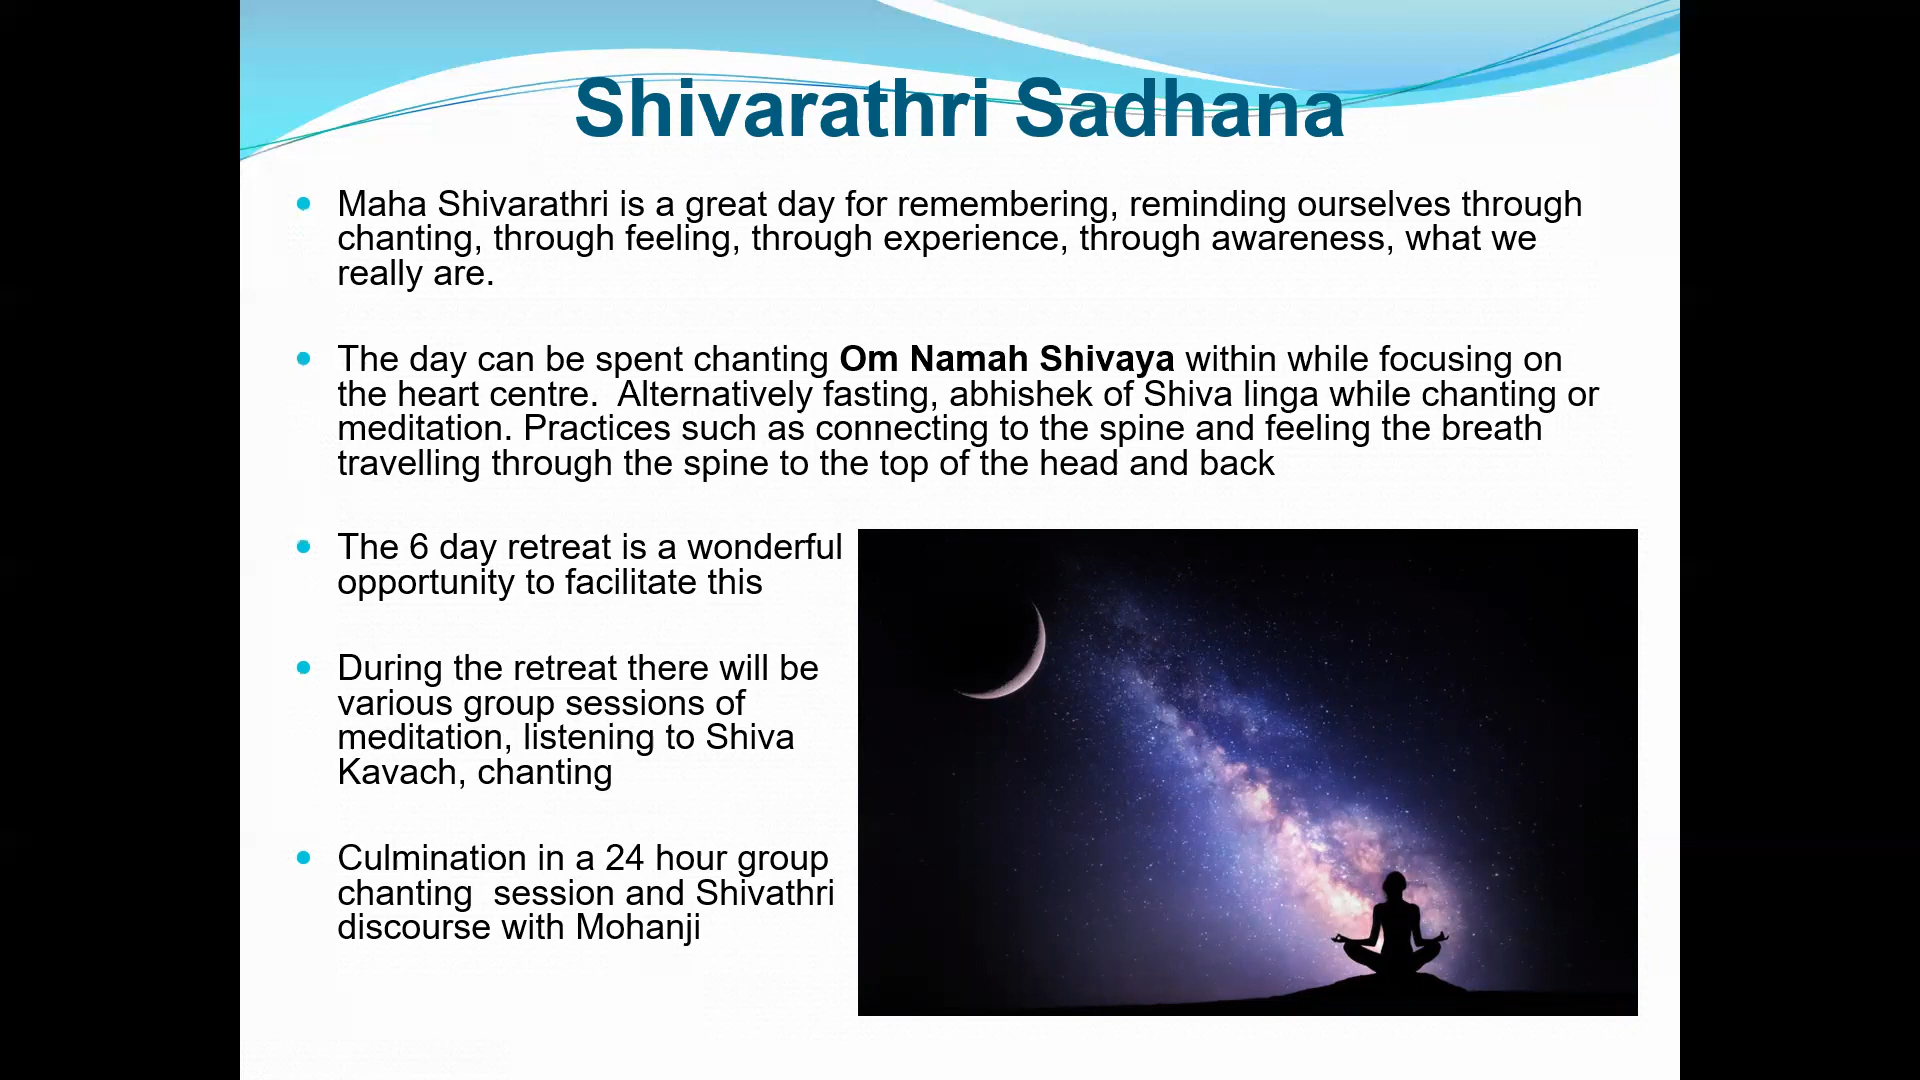 Shivarathri Sadhana
• Maha Shivarathri is a great day for remembering, reminding ourselves through
chanting, through feeling, through experience, through awareness, what we
really are.
• The day can be spent chanting Om Namah Shivaya within while focusing on
the heart centre.  Alternatively fasting, abhishek of Shiva linga while chanting or
meditation. Practices such as connecting to the spine and feeling the breath
travelling through the spine to the top of the head and back
• The 6 day retreat is a wonderful
opportunity to facilitate this
• During the retreat there will be
various group sessions of
meditation, listening to Shiva
Kavach, chanting
• Culmination in a 24 hour group
chanting  session and Shivathri
discourse with Mohanji